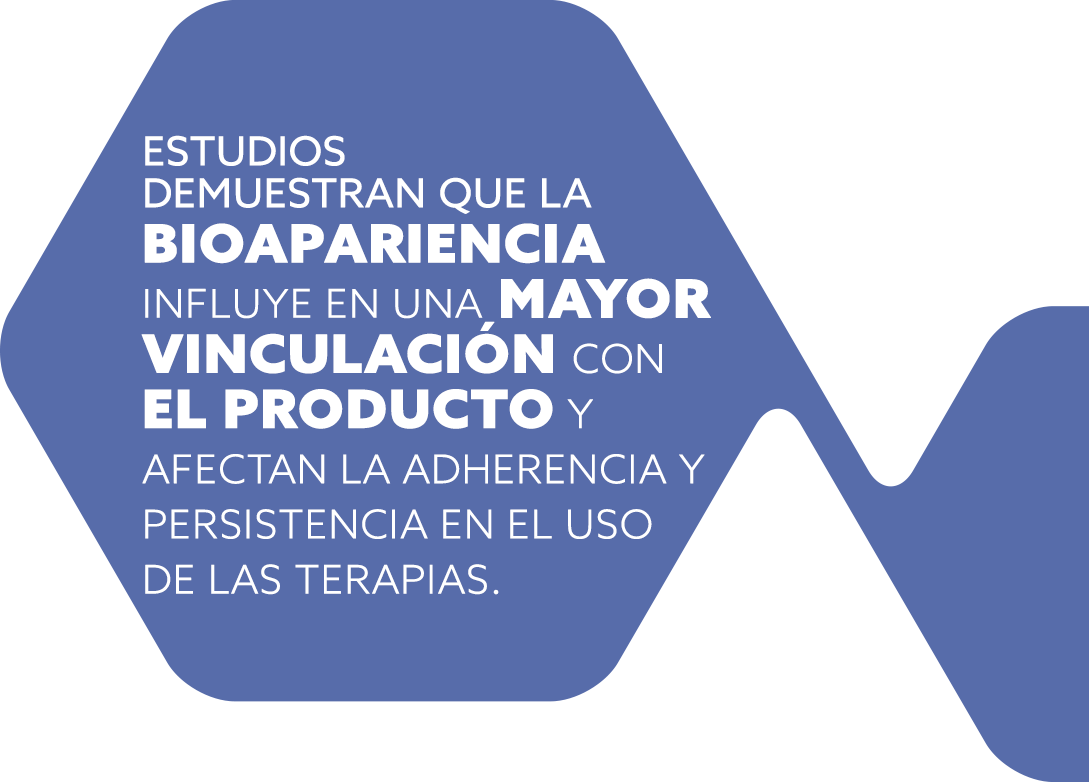 ESTUDIOS
DEMUESTRAN QUE LA
BIOAPARIENCIA
INFLUYE EN UNA MAYOR
VINCULACIÓN CON
EL PRODUCTO Y
AFECTAN LA ADHERENCIA Y
PERSISTENCIA EN EL USO
DE LAS TERAPIAS.